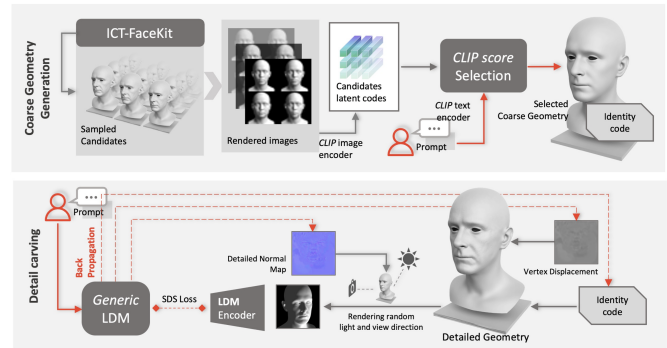 Coarse Geometry
Generation
ICT-FaceKit
Sampled
Candidates
Rendered images
CLIP image
encoder
Candidates
latent codes
CLIP score
Selection
CLIP text
encoder
Prompt
Selected
Coarse Geometry
Identity
code
Detail carving
Prompt
Back
Propagation
Generic
LDM
SDS Loss
LDM
Encoder
Detailed Normal
Map
Rendering random
light and view direction
Detailed Geometry
Vertex Displacement
Identity
code